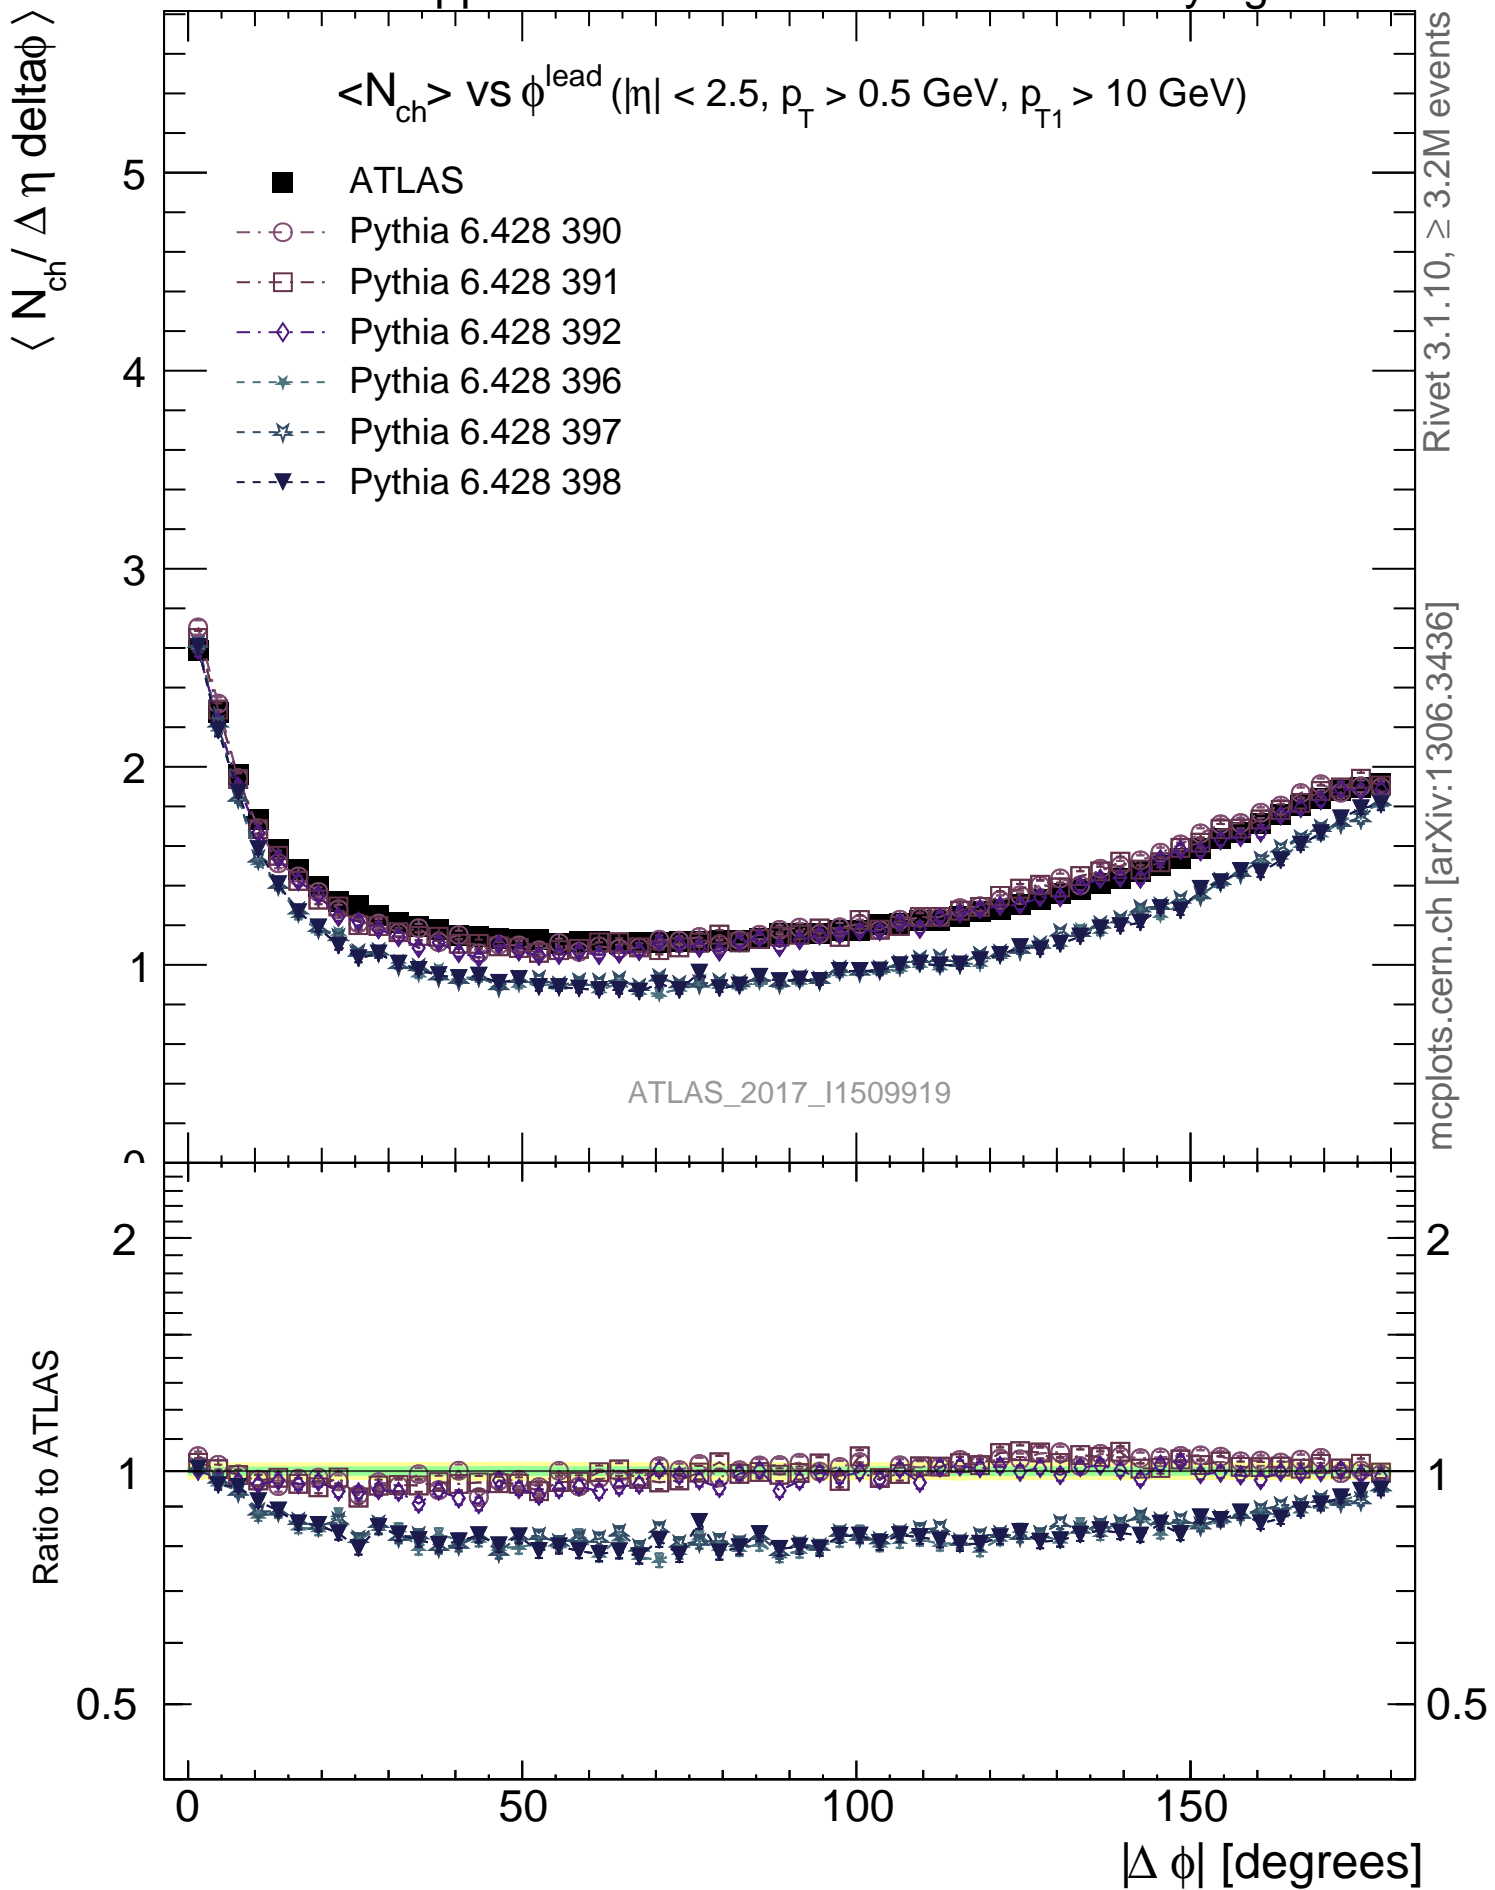 ⟨ N_ch / Δ η deltaϕ ⟩
<N_ch> vs ϕ^lead (|η| < 2.5, p_T > 0.5 GeV, p_T1 > 10 GeV)
ATLAS
Pythia 6.428 390
Pythia 6.428 391
Pythia 6.428 392
Pythia 6.428 396
Pythia 6.428 397
Pythia 6.428 398
5
4
3
2
1
0
ATLAS_2017_I1509919
Rivet 3.1.10, ≥ 3.2M events
mcplots.cern.ch [arXiv:1306.3436]
Ratio to ATLAS
2
1
0.5
2
1
0.5
0
50
100
150
|Δ ϕ| [degrees]